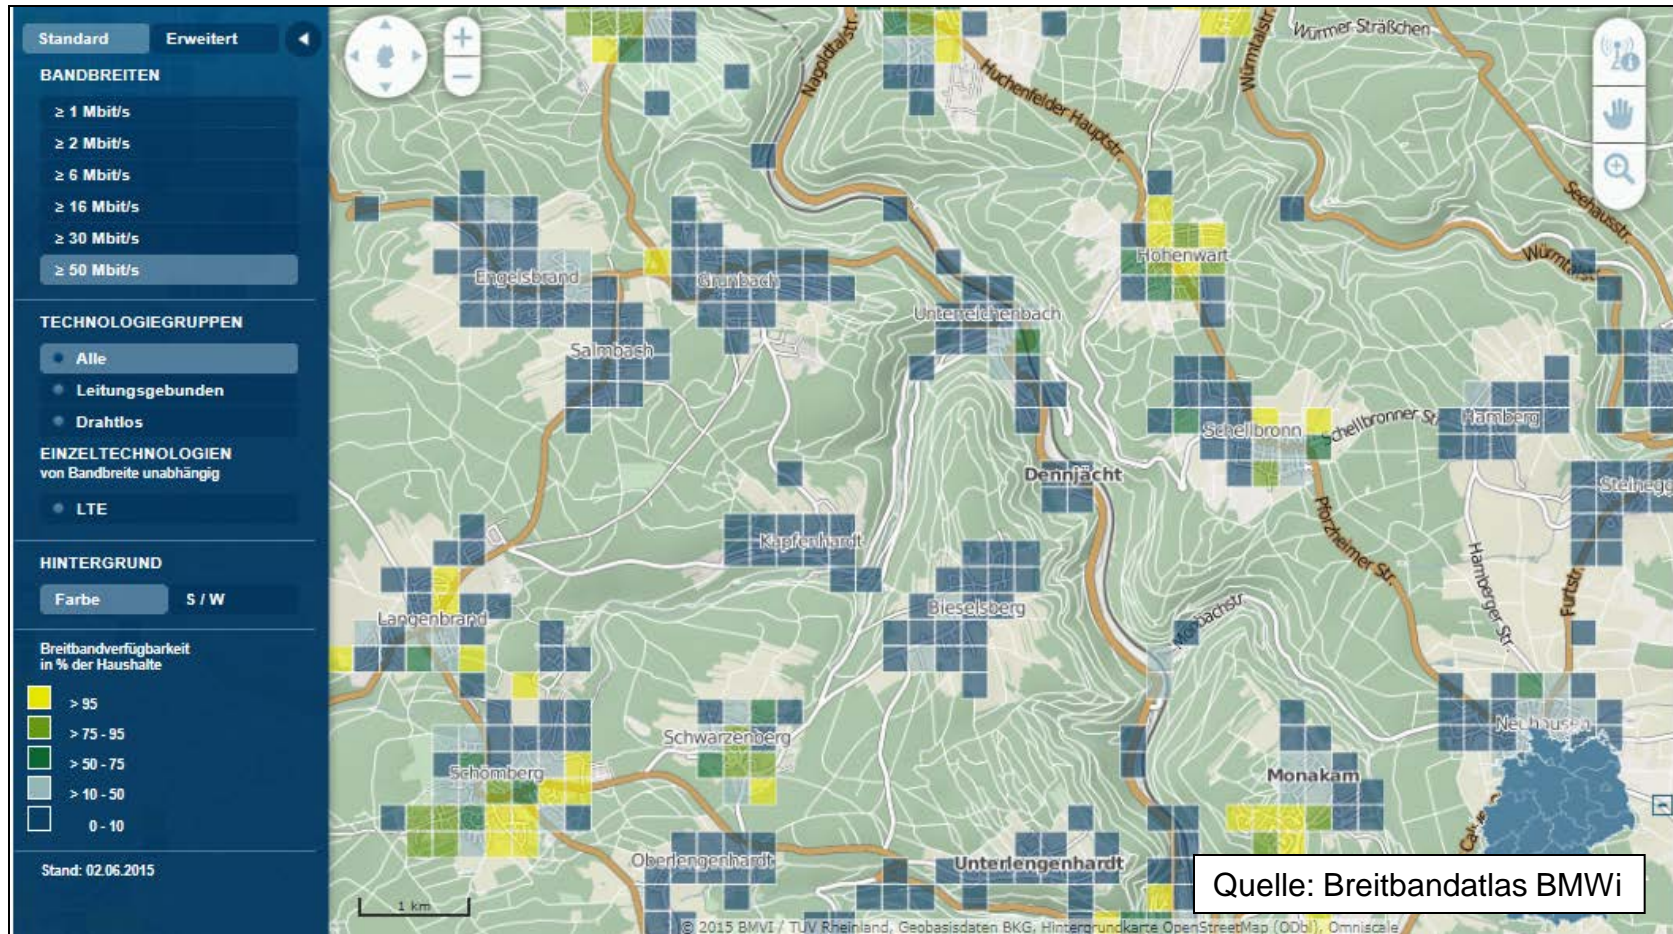 Standard Erweitert
BANDBREITEN
≥ 1 Mbit/s
≥ 2 Mbit/s
≥ 6 Mbit/s
≥ 16 Mbit/s
≥ 30 Mbit/s
≥ 50 Mbit/s
TECHNOLOGIEGRUPPEN
Alle
Leitungsgebunden
Drahtlos
EINZELTECHNOLOGIEN
von Bandbreite unabhängig
LTE
HINTERGRUND
Farbe S / W
Breitbandverfügbarkeit
in % der Haushalte
> 95
> 75 - 95
> 50 - 75
> 10 - 50
0 - 10
Stand: 02.06.2015
Nagoldtalstr.
Huchenfelder Hauptstr.
Würmtalstr.
Würmer Sträßchen
Seehausstr.
Hohenwart
Engelsbrand
Grunbach
Unterreichenbach
Salmbach
Schellbronn
Schellbronner Str
Hamberg
Dennjächt
Steinegg
Pforzheimer Str.
Kapfenhardt
Hamberger Str.
Furtstr.
Bieselsberg
Monbachstr
Langenbrand
Neuhausen
Schwarzenberg
Schömberg
Monakam
Oberlengenhardt
Unterlengenhardt
1 km
Quelle: Breitbandatlas BMWi
© 2015 BMVI / TÜV Rheinland, Geobasisdaten BKG, Hintergrundkarte OpenStreetMap (ODbl), Omniscale